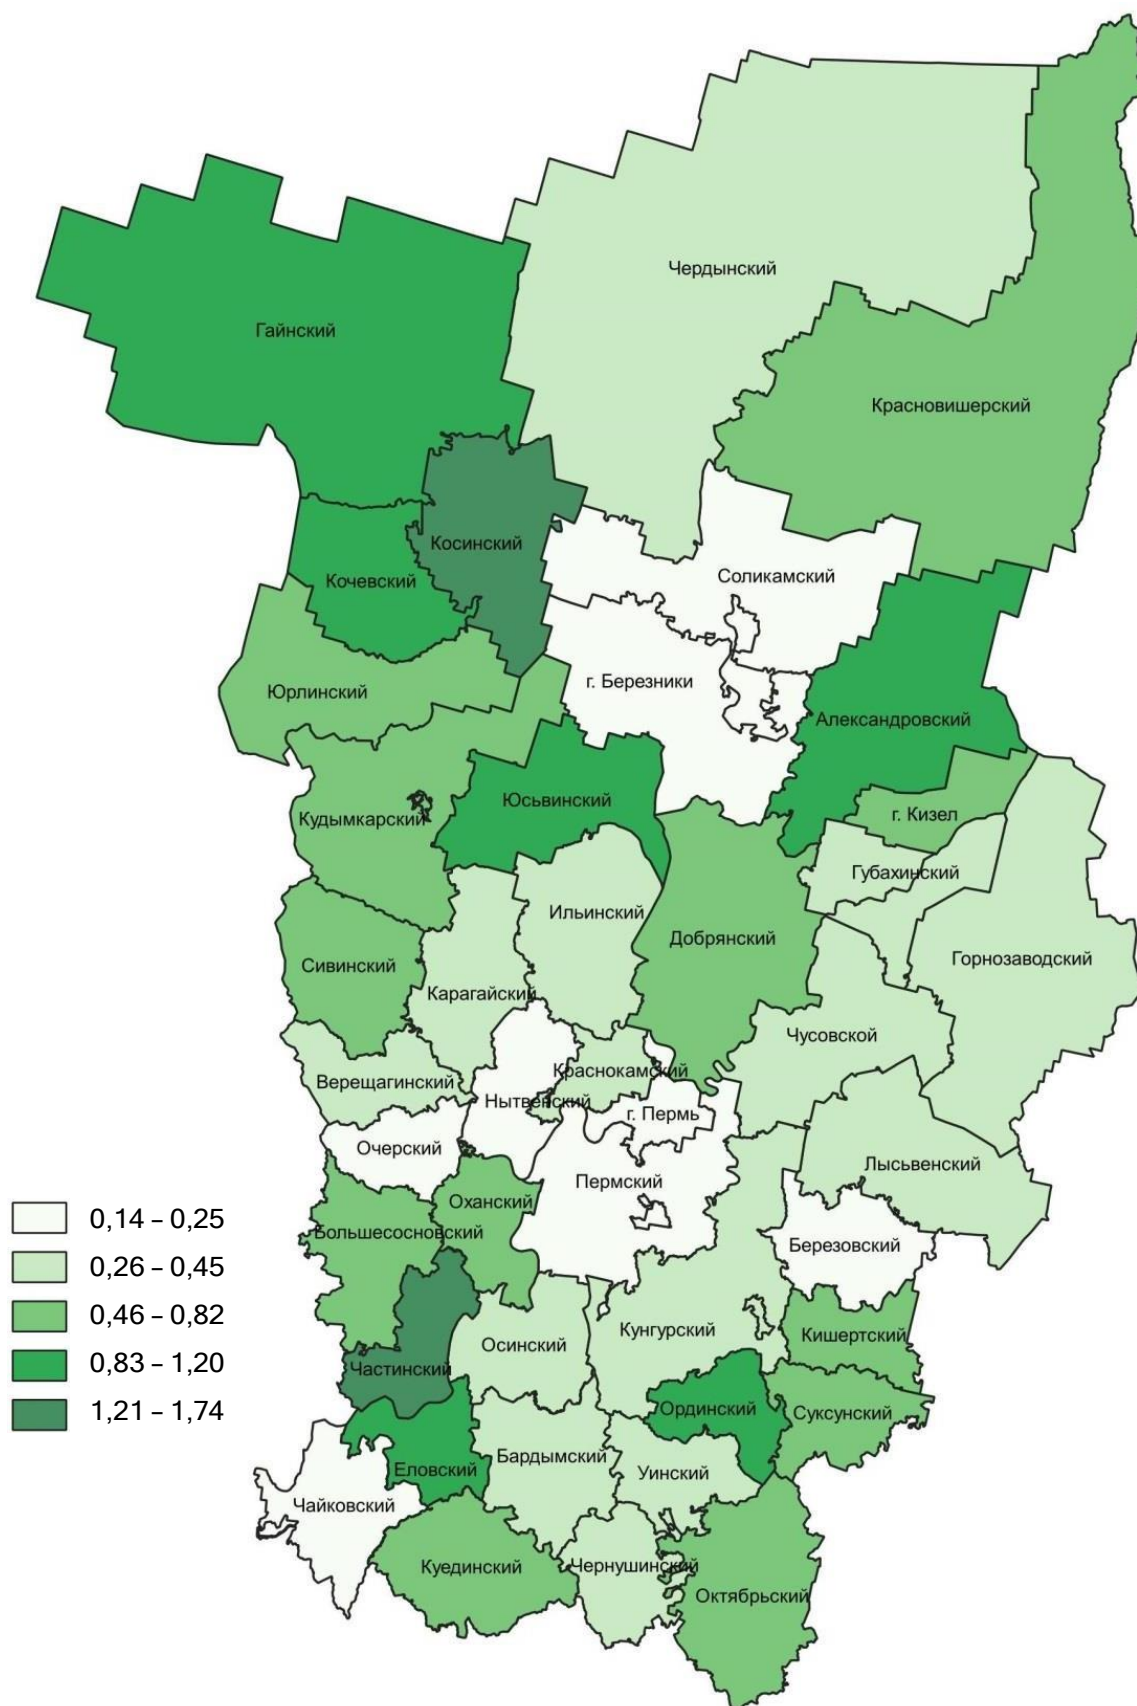 Чердынский
Гайнский
Красновишерский
Косинский
Кочевский
Соликамский
Юрлинский
г. Березники
Александровский
Юсьвинский
Кудымкарский
г. Кизел
Губахинский
Ильинский
Добрянский
Сивинский
Горнозаводский
Карагайский
Чусовской
Верещагинский
Краснокамский
Нытвенский
г. Пермь
Очерский
Лысьвенский
Пермский
Оханский
Большесосновский
Березовский
Кунгурский
Кишертский
Осинский
Частинский
Ординский
Суксунский
Бардымский
Еловский
Уинский
Чайковский
Куединский
Чернушинский
Октябрьский
0,14 – 0,25
0,26 – 0,45
0,46 – 0,82
0,83 – 1,20
1,21 – 1,74